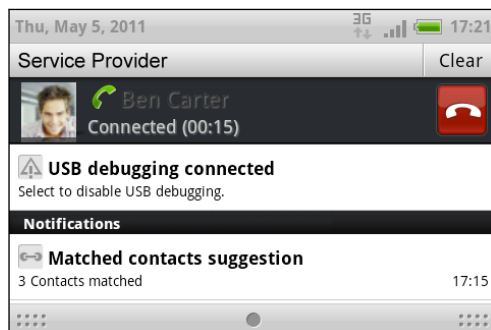 Thu, May 5, 2011 3G 17:21
Service Provider Clear
Ben Carter
Connected (00:15)
USB debugging connected
Select to disable USB debugging.
Notifications
Matched contacts suggestion
3 Contacts matched 17:15